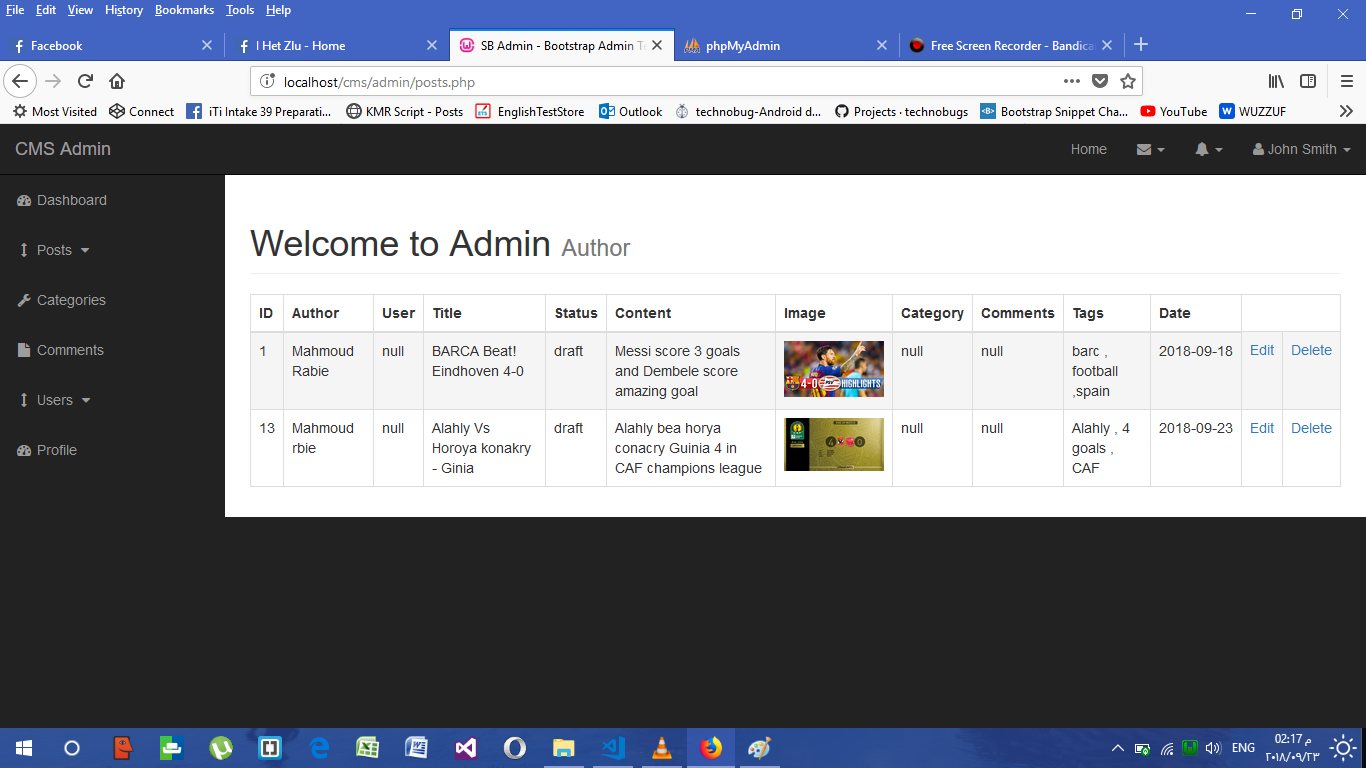 File Edit View History Bookmarks Tools Help
Facebook
I Het Zlu - Home
SB Admin - Bootstrap Admin Te
phpMyAdmin
Free Screen Recorder - Bandica
localhost/cms/admin/posts.php
Most Visited Connect iTi Intake 39 Preparati... KMR Script - Posts EnglishTestStore Outlook technobug-Android d... Projects · technobugs Bootstrap Snippet Cha... YouTube WUZZUF
CMS Admin
Home
John Smith
Dashboard
Posts
Categories
Comments
Users
Profile
Welcome to Admin Author
ID Author User Title Status Content Image Category Comments Tags Date
1 Mahmoud null BARCA Beat! draft Messi score 3 goals null null barc , 2018-09-18 Edit Delete
Rabie Eindhoven 4-0 and Dembele score football
amazing goal ,spain
4-0 PSV HIGHLIGHTS
13 Mahmoud null Alahly Vs draft Alahly bea horya null null Alahly , 4 2018-09-23 Edit Delete
rbie Horoya konakry conacry Guinia 4 in goals ,
- Ginia CAF champions league CAF
4 0
ENG
02:17 م
٢٠١٨/٠٩/٢٣